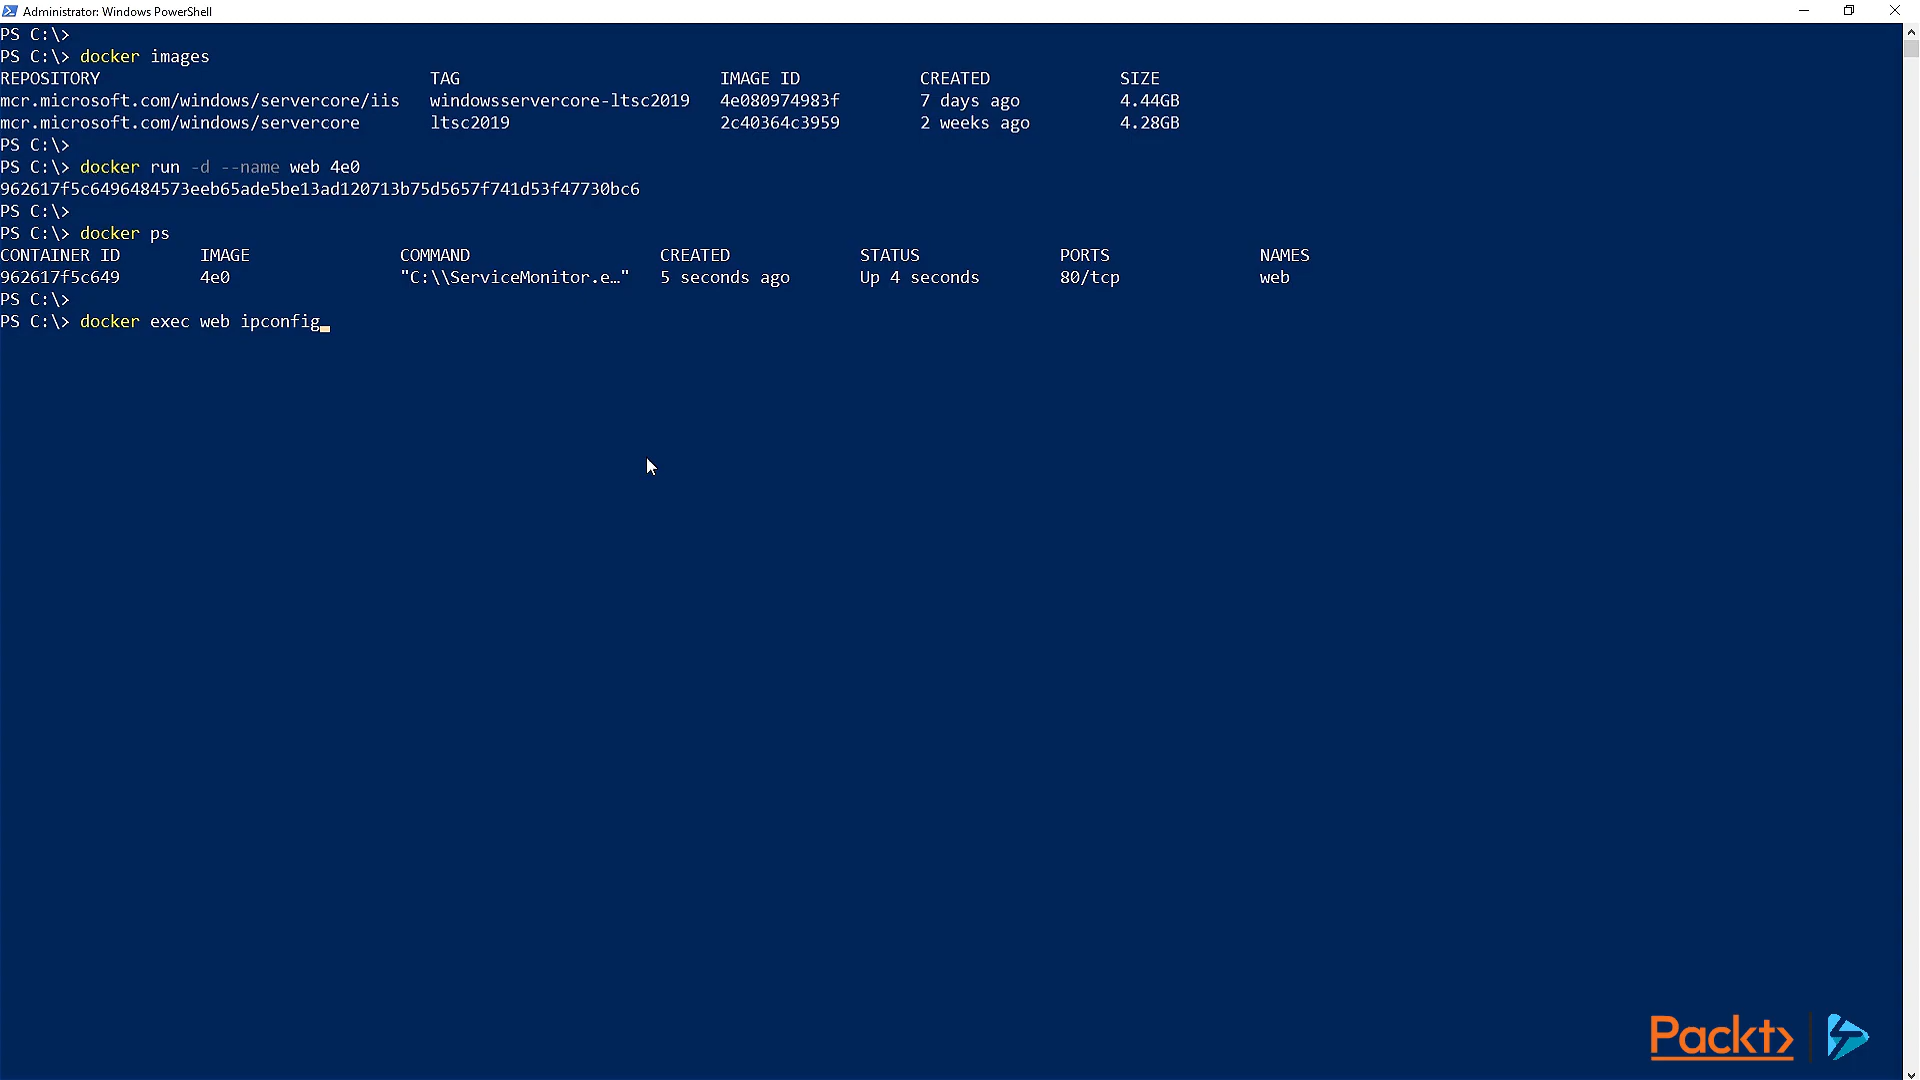 Administrator: Windows PowerShell
PS C:\>
PS C:\> docker images
REPOSITORY TAG IMAGE ID CREATED SIZE
mcr.microsoft.com/windows/servercore/iis windowsservercore-ltsc2019 4e080974983f 7 days ago 4.44GB
mcr.microsoft.com/windows/servercore ltsc2019 2c40364c3959 2 weeks ago 4.28GB
PS C:\>
PS C:\> docker run -d --name web 4e0
962617f5c6496484573eeb65ade5be13ad120713b75d5657f741d53f47730bc6
PS C:\>
PS C:\> docker ps
CONTAINER ID IMAGE COMMAND CREATED STATUS PORTS NAMES
962617f5c649 4e0 "C:\\ServiceMonitor.e…" 5 seconds ago Up 4 seconds 80/tcp web
PS C:\>
PS C:\> docker exec web ipconfig
Packt